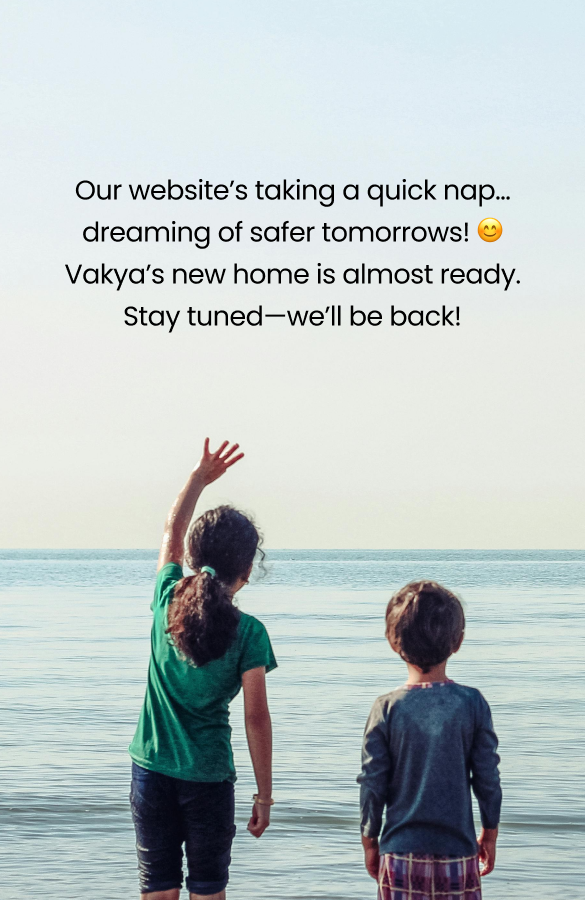 Our website’s taking a quick nap...
dreaming of safer tomorrows! 😊
Vakya’s new home is almost ready.
Stay tuned—we’ll be back!